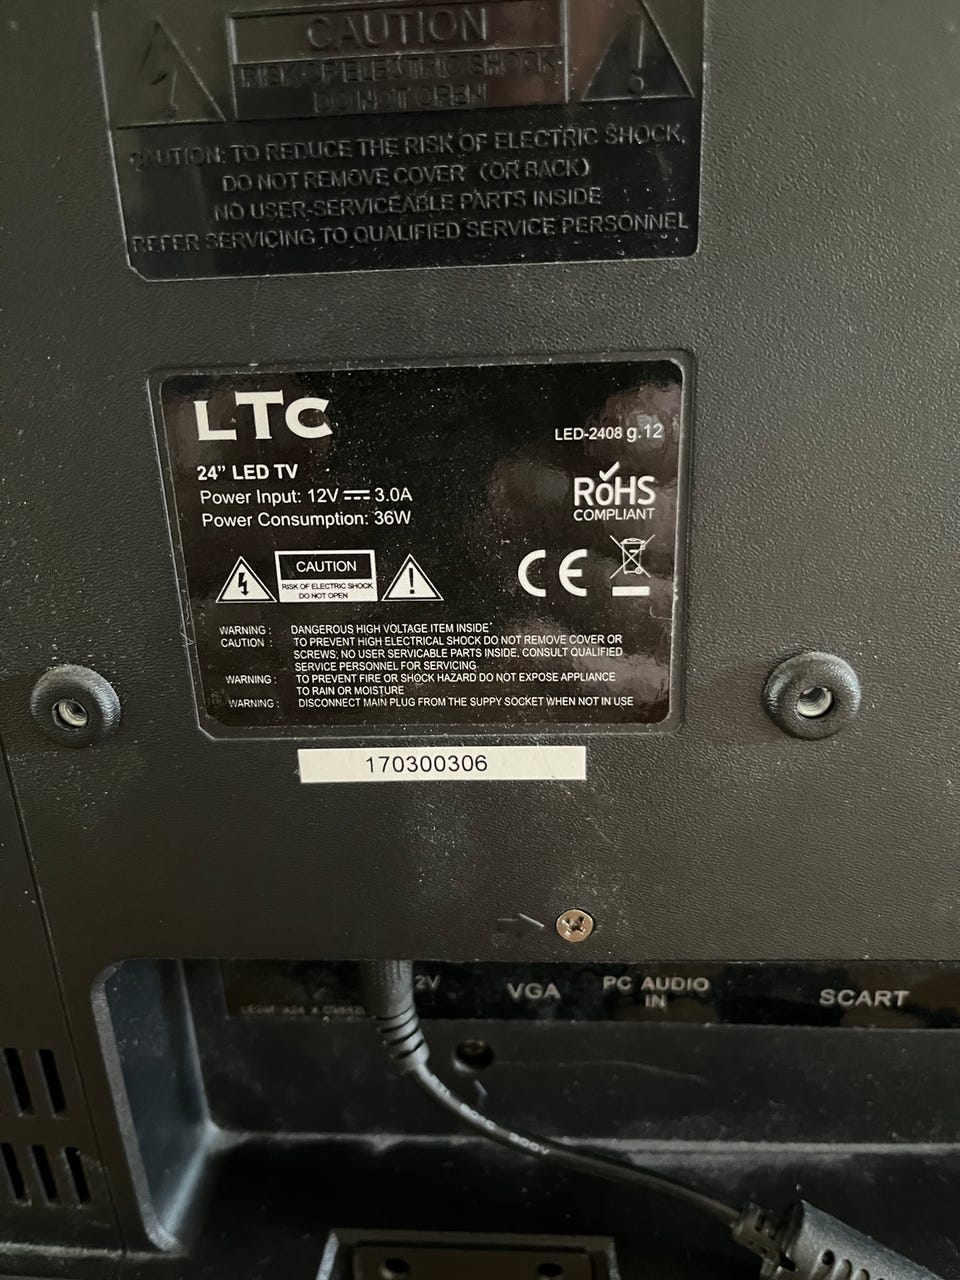 CAUTION
RISK OF ELECTRIC SHOCK
DO NOT OPEN
CAUTION: TO REDUCE THE RISK OF ELECTRIC SHOCK,
DO NOT REMOVE COVER (OR BACK)
NO USER-SERVICEABLE PARTS INSIDE
REFER SERVICING TO QUALIFIED SERVICE PERSONNEL
LTC
LED-2408 g.12
24” LED TV
Power Input: 12V 3.0A
Power Consumption: 36W
RoHS
COMPLIANT
CAUTION
RISK OF ELECTRIC SHOCK
DO NOT OPEN
!
CE
WARNING : DANGEROUS HIGH VOLTAGE ITEM INSIDE
CAUTION : TO PREVENT HIGH ELECTRICAL SHOCK DO NOT REMOVE COVER OR
SCREWS, NO USER SERVICABLE PARTS INSIDE, CONSULT QUALIFIED
SERVICE PERSONNEL FOR SERVICING
WARNING : TO PREVENT FIRE OR SHOCK HAZARD DO NOT EXPOSE APPLIANCE
TO RAIN OR MOISTURE
WARNING : DISCONNECT MAIN PLUG FROM THE SUPPY SOCKET WHEN NOT IN USE
170300306
2V
VGA
PC AUDIO
IN
SCART